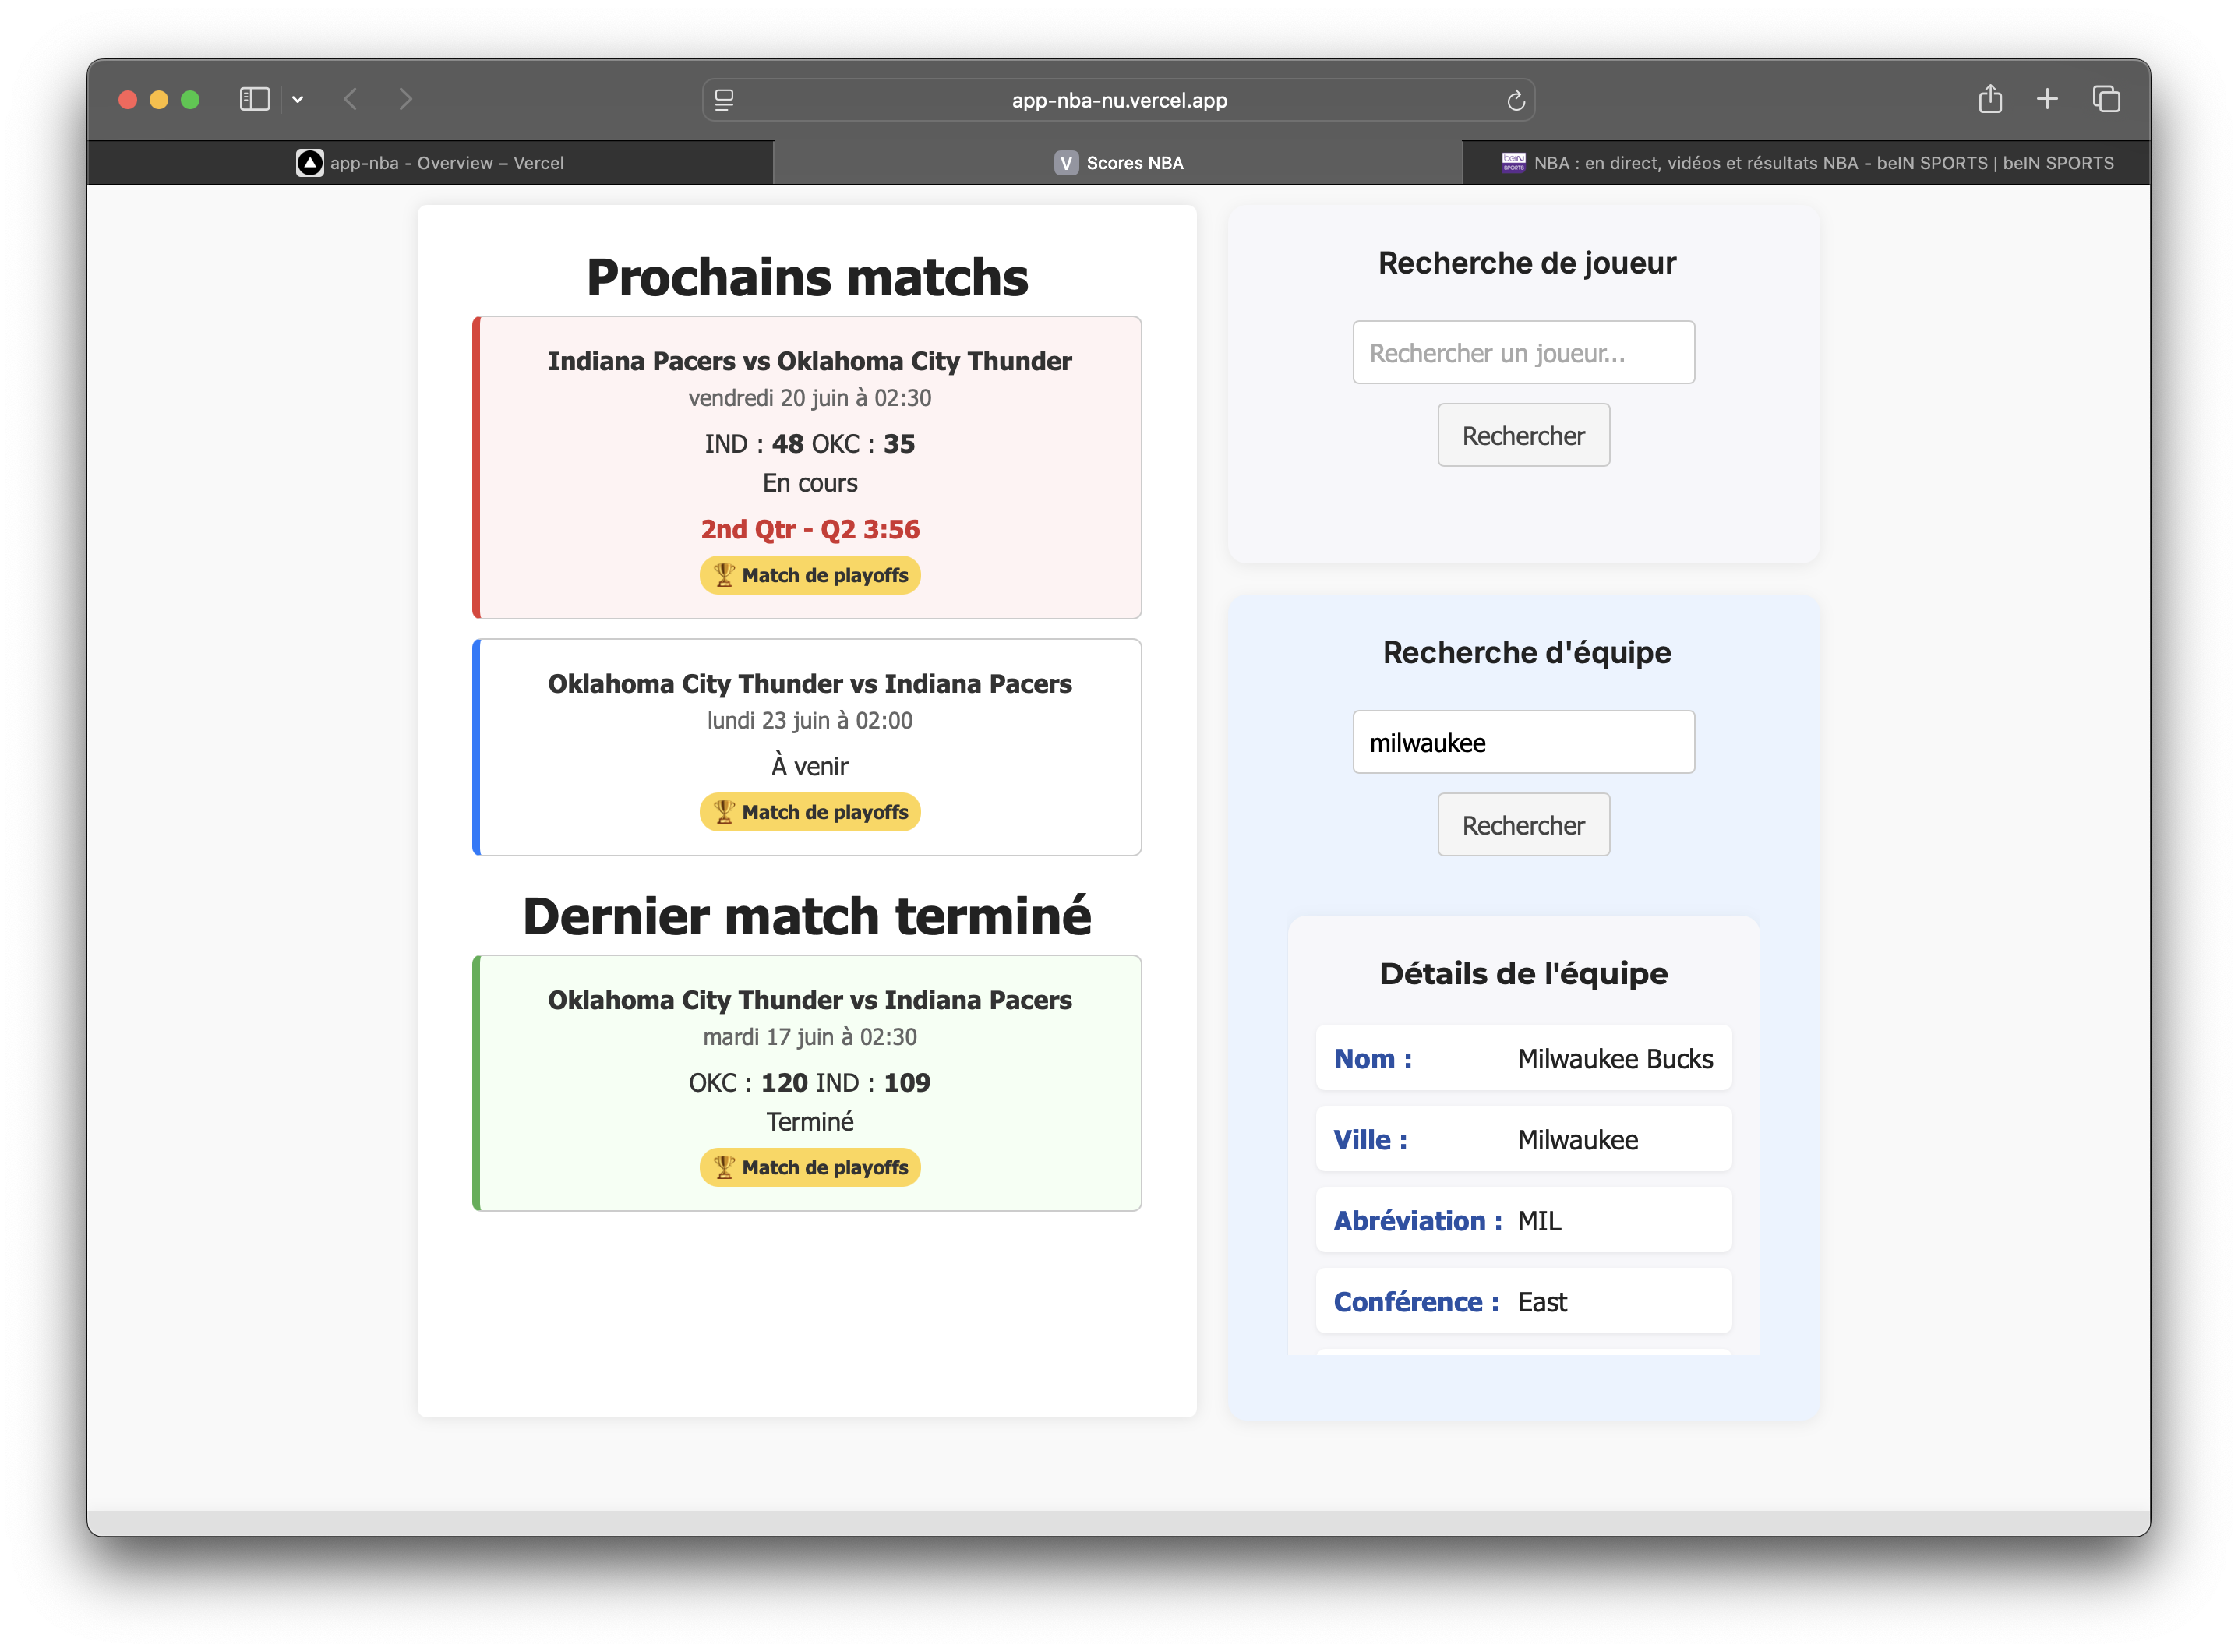 app-nba-nu.vercel.app
app-nba - Overview – Vercel
V Scores NBA
beIN SPORTS NBA : en direct, vidéos et résultats NBA - beIN SPORTS | beIN SPORTS
Prochains matchs
Indiana Pacers vs Oklahoma City Thunder
vendredi 20 juin à 02:30
IND : 48 OKC : 35
En cours
2nd Qtr - Q2 3:56
🏆 Match de playoffs
Oklahoma City Thunder vs Indiana Pacers
lundi 23 juin à 02:00
À venir
🏆 Match de playoffs
Dernier match terminé
Oklahoma City Thunder vs Indiana Pacers
mardi 17 juin à 02:30
OKC : 120 IND : 109
Terminé
🏆 Match de playoffs
Recherche de joueur
Rechercher un joueur...
Rechercher
Recherche d'équipe
milwaukee
Rechercher
Détails de l'équipe
Nom : Milwaukee Bucks
Ville : Milwaukee
Abréviation : MIL
Conférence : East